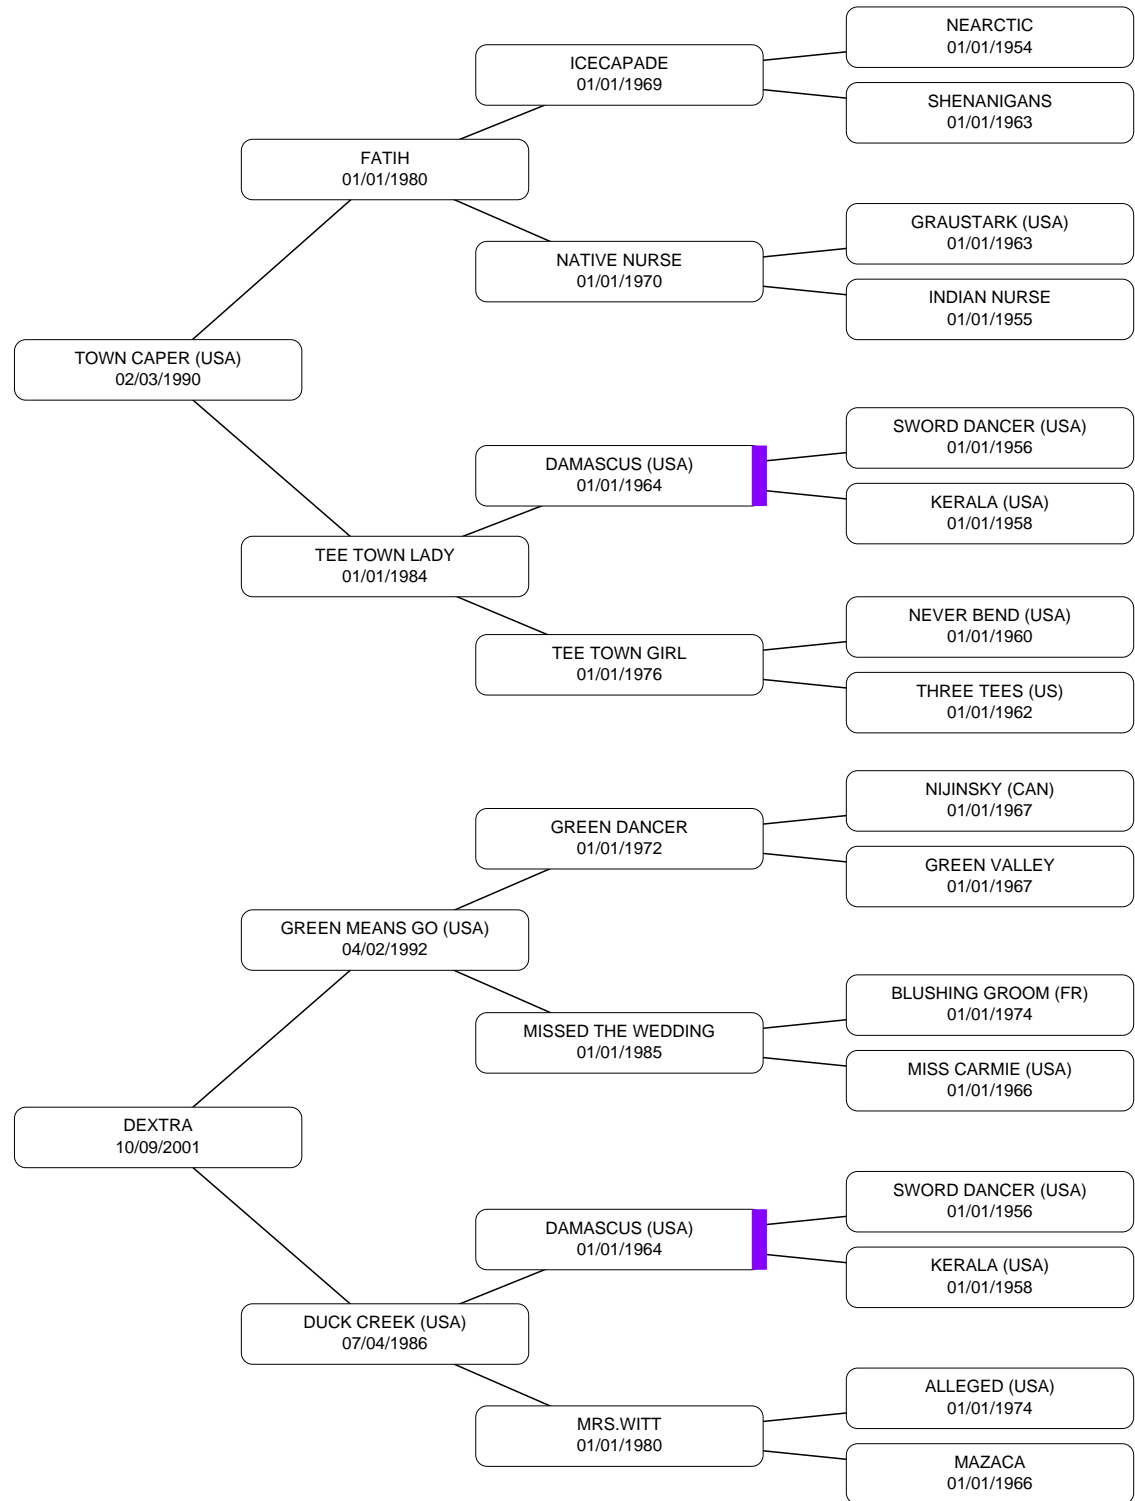 NEARCTIC
01/01/1954
ICECAPADE
01/01/1969
SHENANIGANS
01/01/1963
FATIH
01/01/1980
GRAUSTARK (USA)
01/01/1963
NATIVE NURSE
01/01/1970
INDIAN NURSE
01/01/1955
TOWN CAPER (USA)
02/03/1990
SWORD DANCER (USA)
01/01/1956
DAMASCUS (USA)
01/01/1964
KERALA (USA)
01/01/1958
TEE TOWN LADY
01/01/1984
NEVER BEND (USA)
01/01/1960
TEE TOWN GIRL
01/01/1976
THREE TEES (US)
01/01/1962
NIJINSKY (CAN)
01/01/1967
GREEN DANCER
01/01/1972
GREEN VALLEY
01/01/1967
GREEN MEANS GO (USA)
04/02/1992
BLUSHING GROOM (FR)
01/01/1974
MISSED THE WEDDING
01/01/1985
MISS CARMIE (USA)
01/01/1966
DEXTRA
10/09/2001
SWORD DANCER (USA)
01/01/1956
DAMASCUS (USA)
01/01/1964
KERALA (USA)
01/01/1958
DUCK CREEK (USA)
07/04/1986
ALLEGED (USA)
01/01/1974
MRS.WITT
01/01/1980
MAZACA
01/01/1966